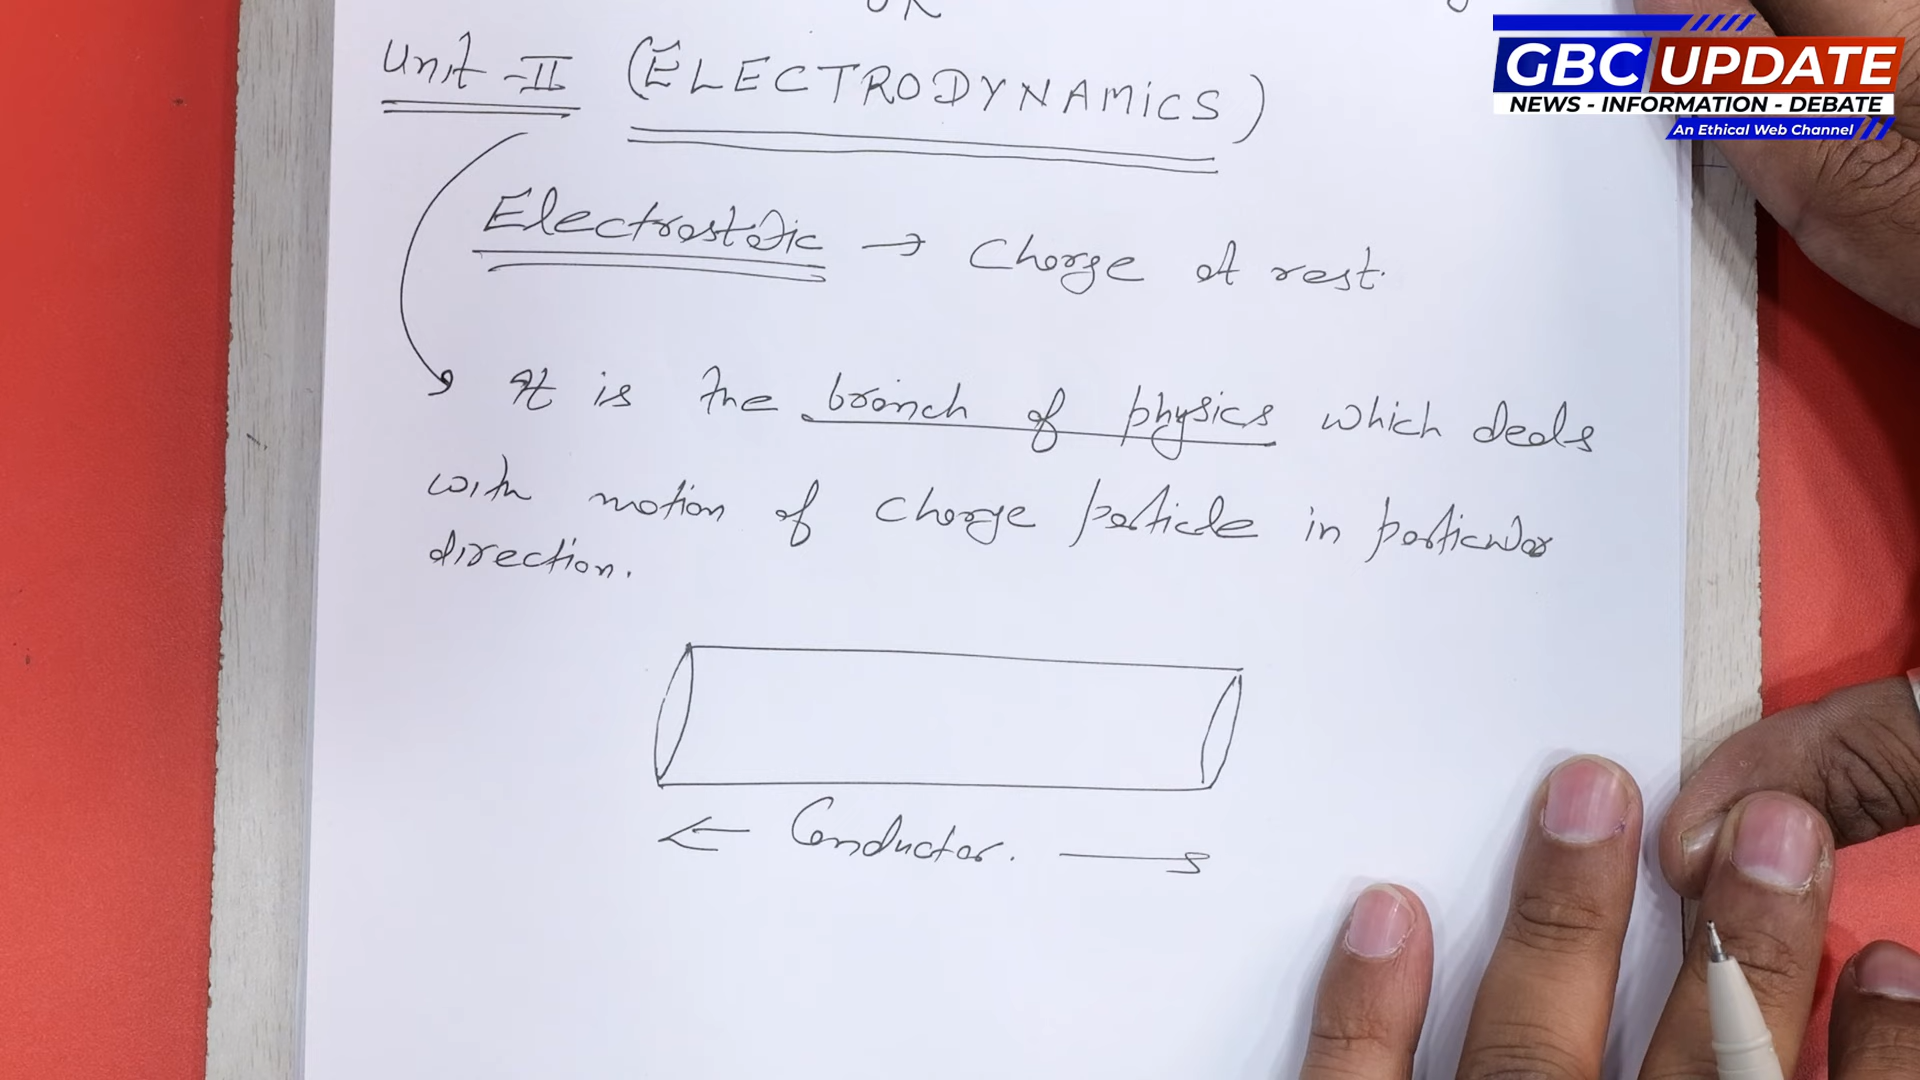 OR
GBC UPDATE
NEWS - INFORMATION - DEBATE
An Ethical Web Channel
Unit-II (ELECTRODYNAMICS)
Electrostatic → Charge at rest.
It is the branch of physics which deals
with motion of charge particle in particular
direction.
← Conductor. →